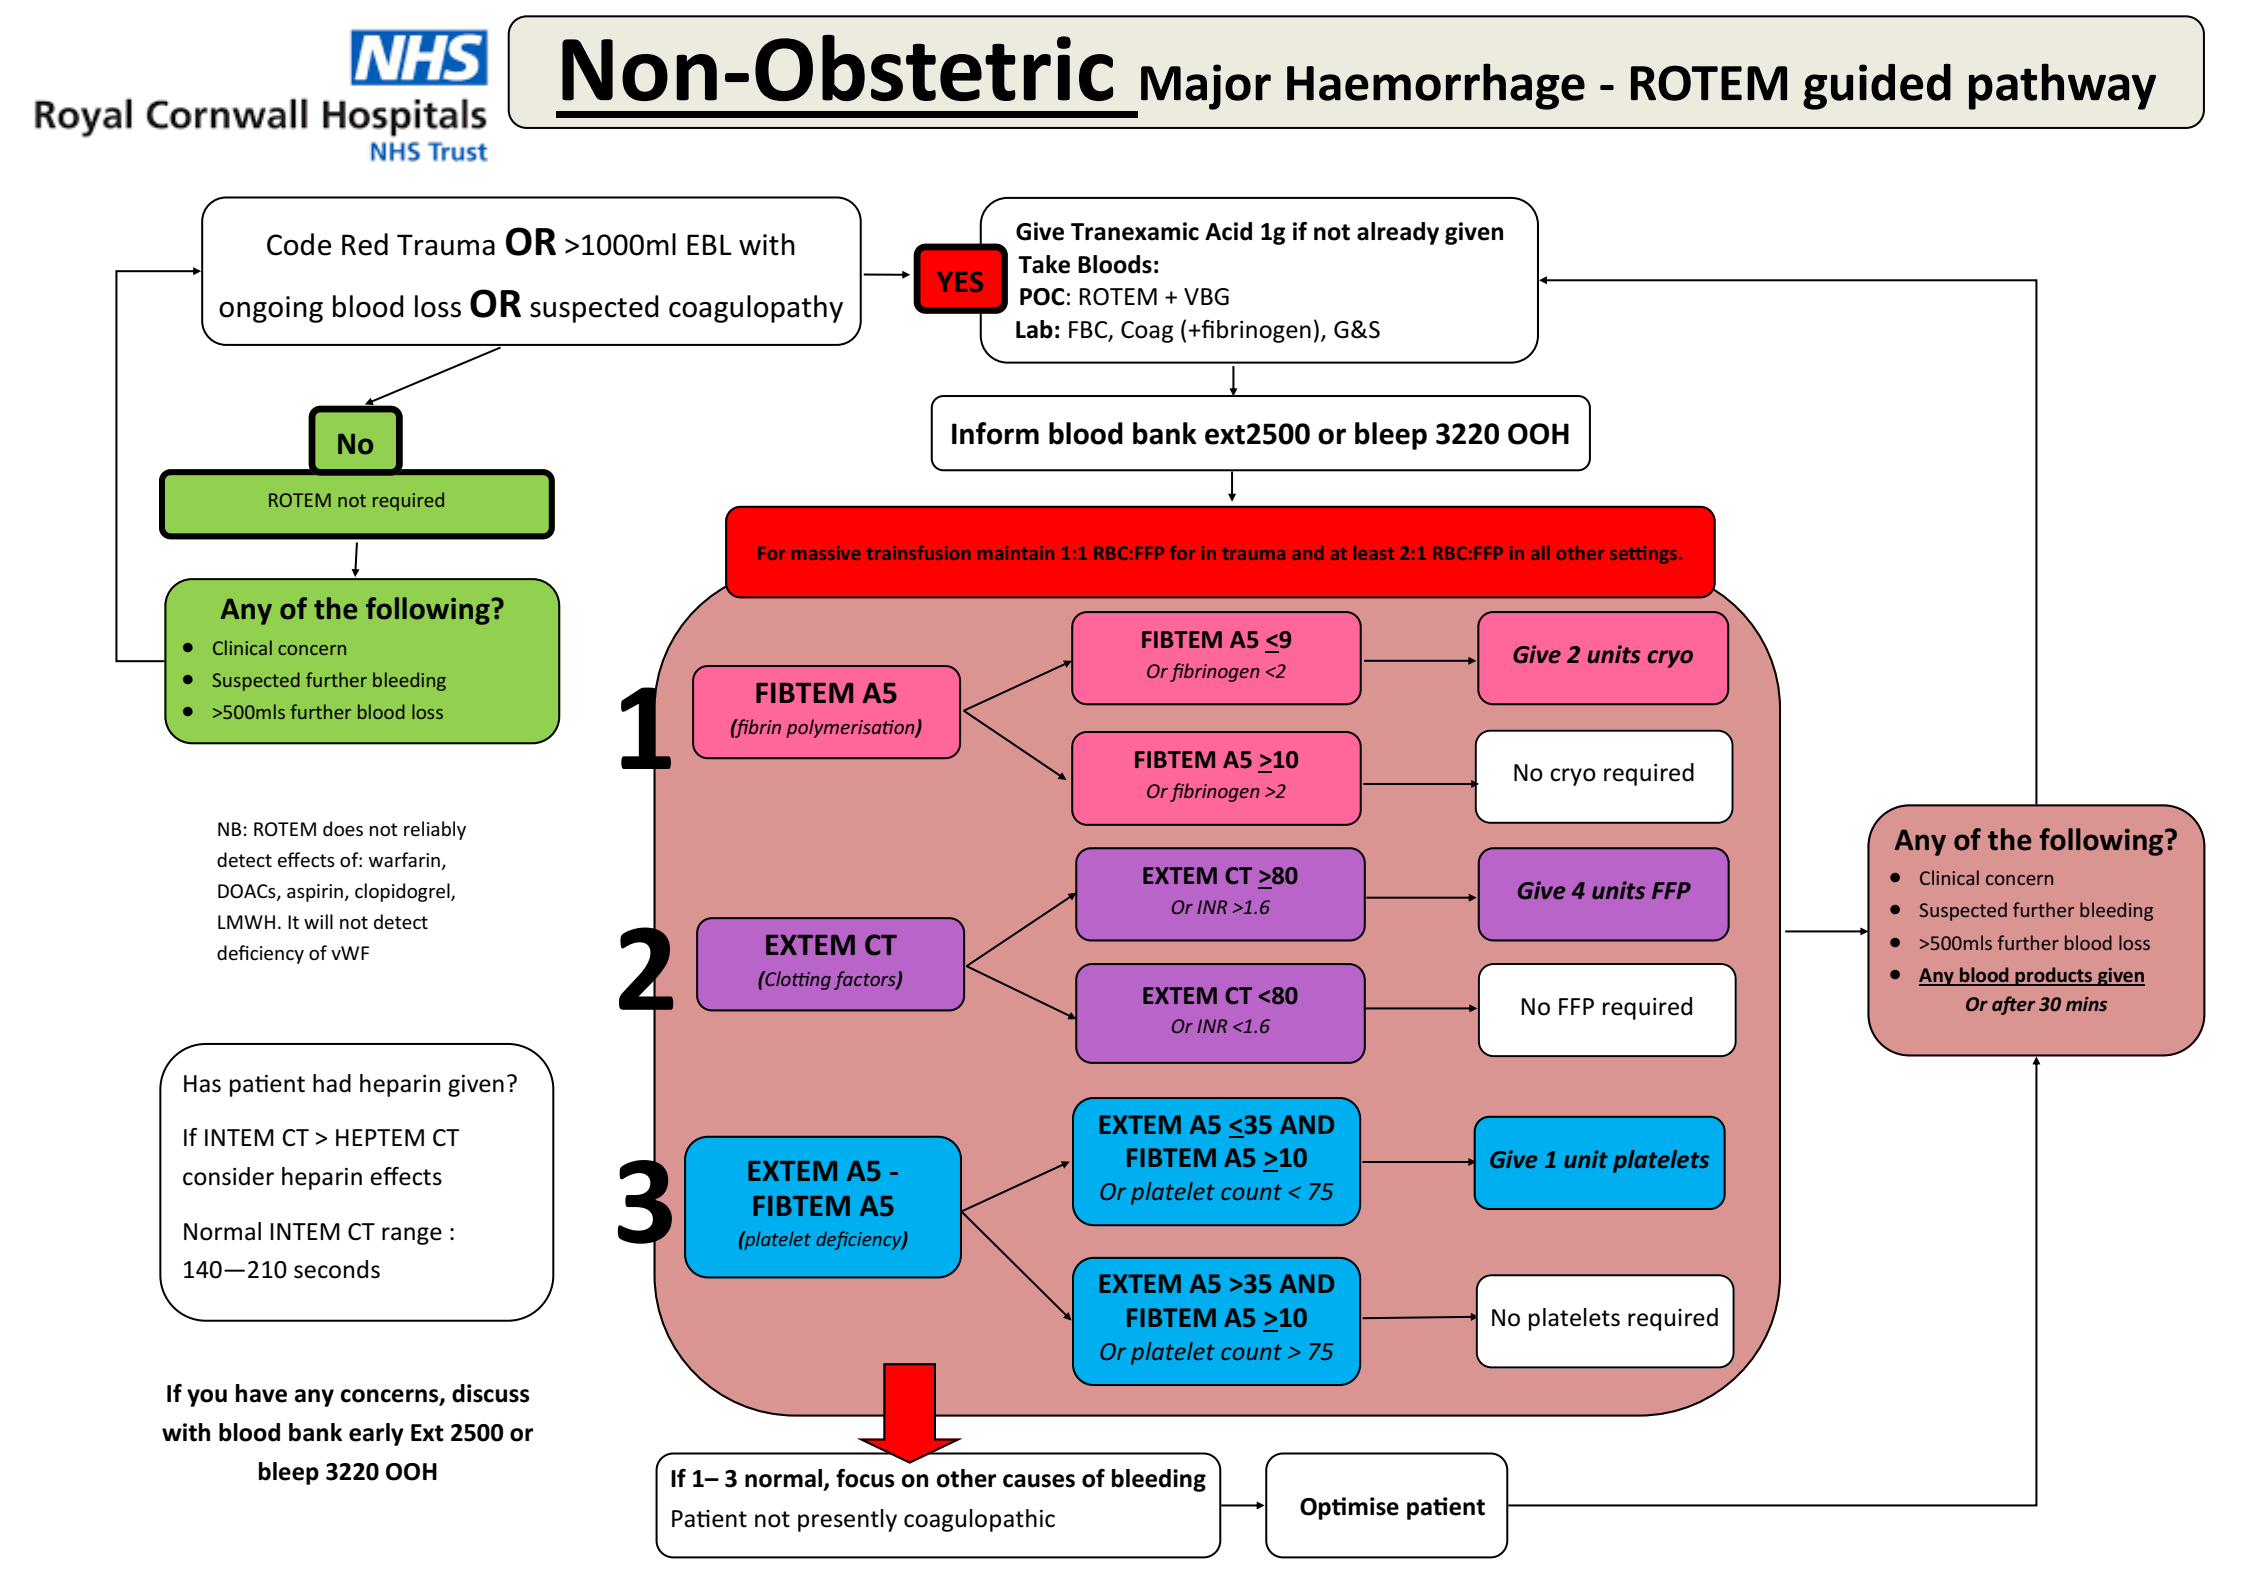 NHS
Royal Cornwall Hospitals
NHS Trust
Non-Obstetric Major Haemorrhage - ROTEM guided pathway
Code Red Trauma OR >1000ml EBL with
ongoing blood loss OR suspected coagulopathy
YES
Give Tranexamic Acid 1g if not already given
Take Bloods:
POC: ROTEM + VBG
Lab: FBC, Coag (+fibrinogen), G&S
No
ROTEM not required
Any of the following?
• Clinical concern
• Suspected further bleeding
• >500mls further blood loss
Inform blood bank ext2500 or bleep 3220 OOH
For massive trainsfusion maintain 1:1 RBC:FFP for in trauma and at least 2:1 RBC:FFP in all other settings.
1
FIBTEM A5
(fibrin polymerisation)
FIBTEM A5 ≤9
Or fibrinogen <2
Give 2 units cryo
FIBTEM A5 ≥10
Or fibrinogen >2
No cryo required
2
EXTEM CT
(Clotting factors)
EXTEM CT ≥80
Or INR >1.6
Give 4 units FFP
EXTEM CT <80
Or INR <1.6
No FFP required
3
EXTEM A5 -
FIBTEM A5
(platelet deficiency)
EXTEM A5 ≤35 AND
FIBTEM A5 ≥10
Or platelet count < 75
Give 1 unit platelets
EXTEM A5 >35 AND
FIBTEM A5 ≥10
Or platelet count > 75
No platelets required
Any of the following?
• Clinical concern
• Suspected further bleeding
• >500mls further blood loss
• Any blood products given
Or after 30 mins
NB: ROTEM does not reliably
detect effects of: warfarin,
DOACs, aspirin, clopidogrel,
LMWH. It will not detect
deficiency of vWF
Has patient had heparin given?
If INTEM CT > HEPTEM CT
consider heparin effects
Normal INTEM CT range :
140—210 seconds
If you have any concerns, discuss
with blood bank early Ext 2500 or
bleep 3220 OOH
If 1– 3 normal, focus on other causes of bleeding
Patient not presently coagulopathic
Optimise patient